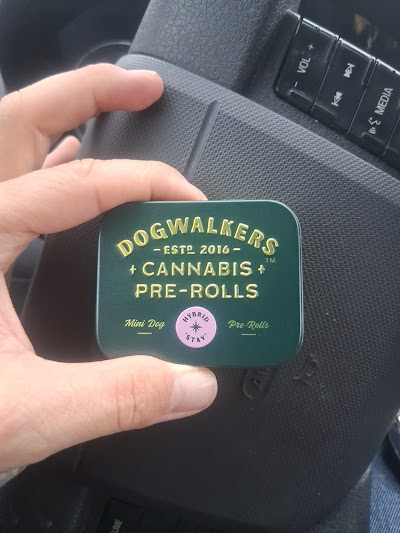 DOGWALKERS
TM
- ESTD 2016 -
CANNABIS
PRE-ROLLS
Mini Dog
HYBRID
"STAY"
Pre-Rolls
VOL +
MEDIA